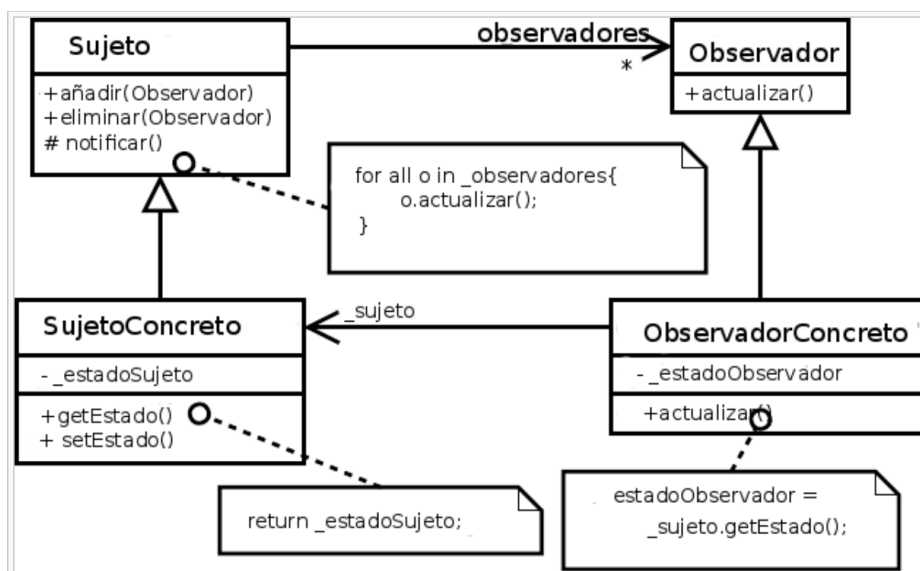 Sujeto
+añadir(Observador)
+eliminar(Observador)
# notificar()
observadores
*
Observador
+actualizar()
for all o in _observadores{
o.actualizar();
}
SujetoConcreto
- _estadoSujeto
+getEstado()
+ setEstado()
_sujeto
ObservadorConcreto
- _estadoObservador
+actualizar()
return _estadoSujeto;
estadoObservador =
_sujeto.getEstado();